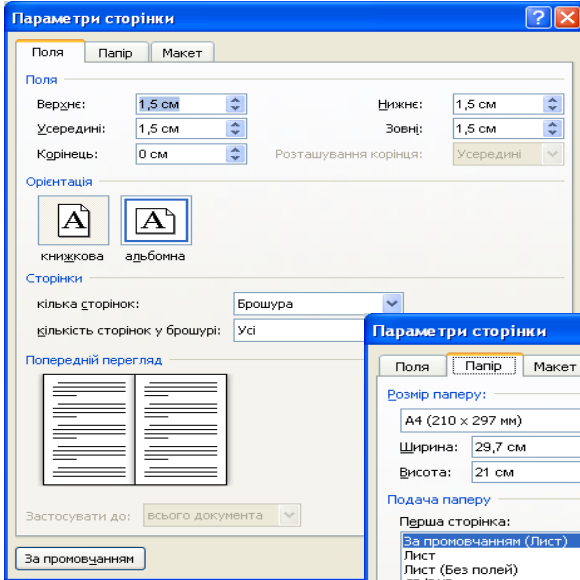 Параметри сторінки
Поля Папір Макет
Поля
Верхнє: 1,5 см Нижнє: 1,5 см
Усередині: 1,5 см Зовні: 1,5 см
Корінець: 0 см Розташування корінця: Усередині
Орієнтація
A A
книжкова альбомна
Сторінки
кілька сторінок: Брошура
кількість сторінок у брошурі: Усі
Попередній перегляд
Застосувати до: всього документа
За промовчанням
Параметри сторінки
Поля Папір Макет
Розмір паперу:
A4 (210 x 297 мм)
Ширина: 29,7 см
Висота: 21 см
Подача паперу
Перша сторінка:
За промовчанням (Лист)
Лист
Лист (Без полей)